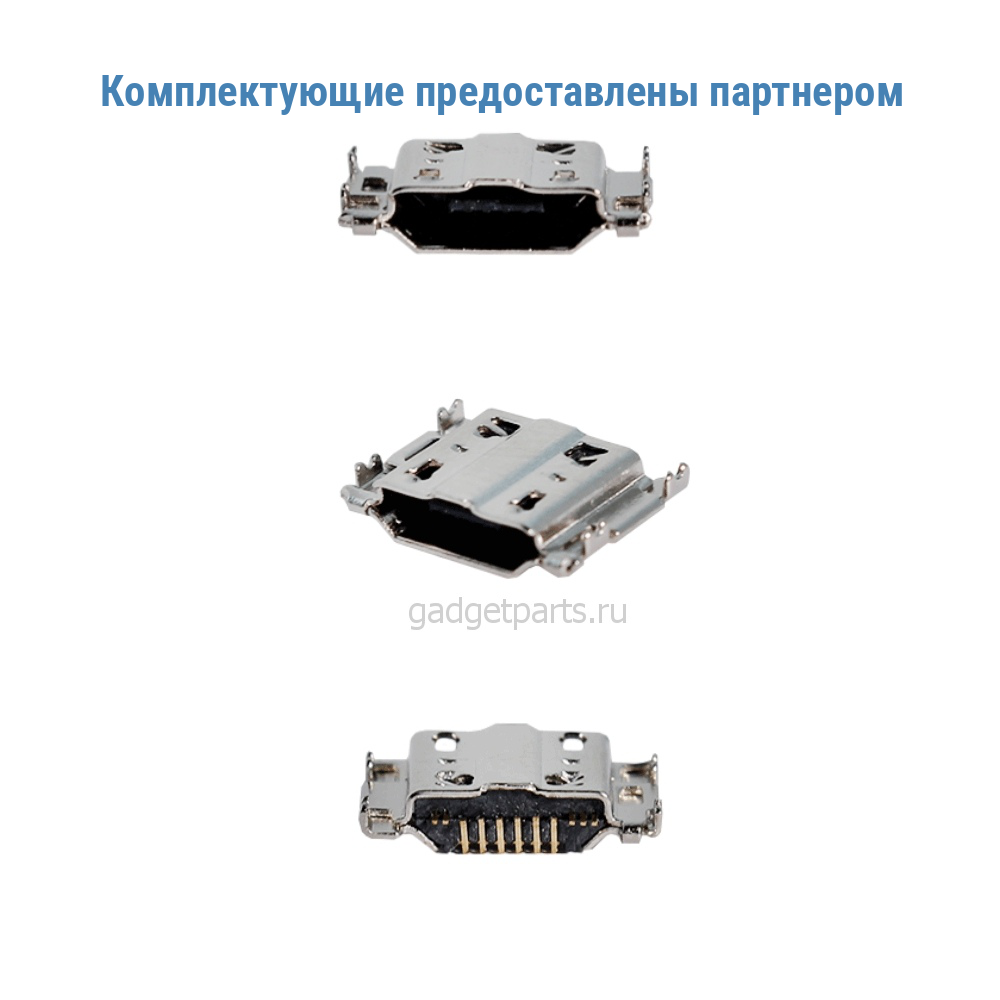 Комплектующие предоставлены партнером
gadgetparts.ru